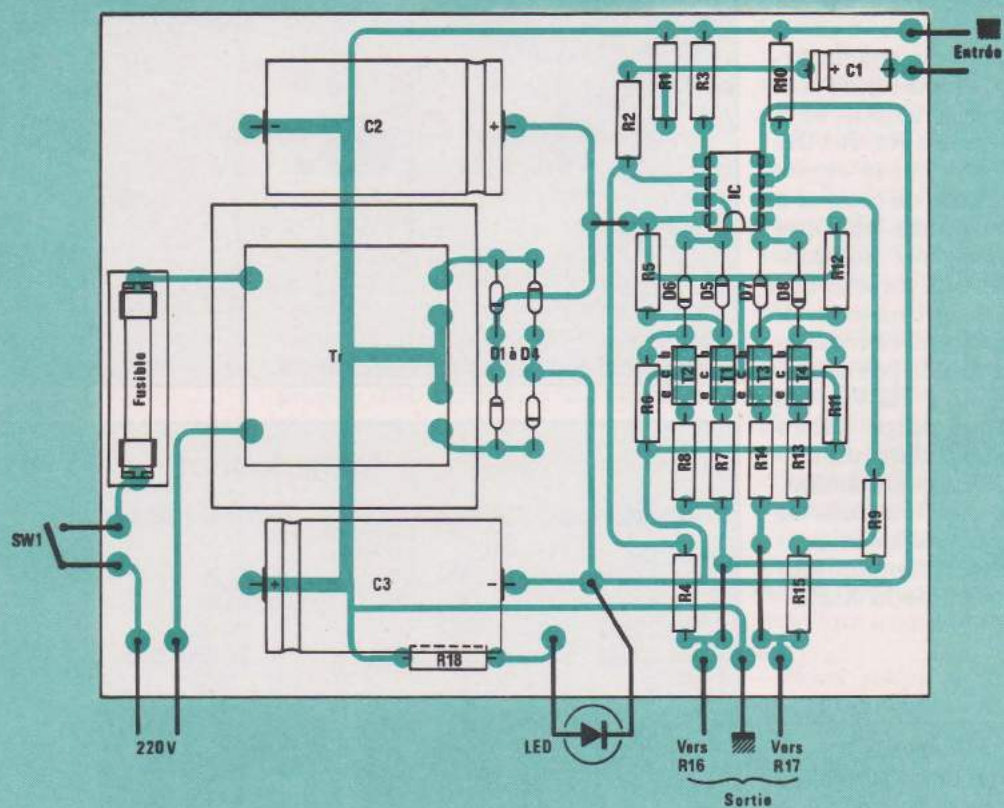 Entrée
C2
R2
R1
R3
R10
+ C1
- +
IC
R5
R12
D6
D5
D7
D8
Tr
D1 à D4
Fusible
e c b
T2
e c b
T1
e c b
T3
e c b
T4
R6
R11
R8
R7
R14
R13
R9
SW1
+ C3 -
R4
R15
R18
220 V
LED
Vers
R16
Vers
R17
Sortie